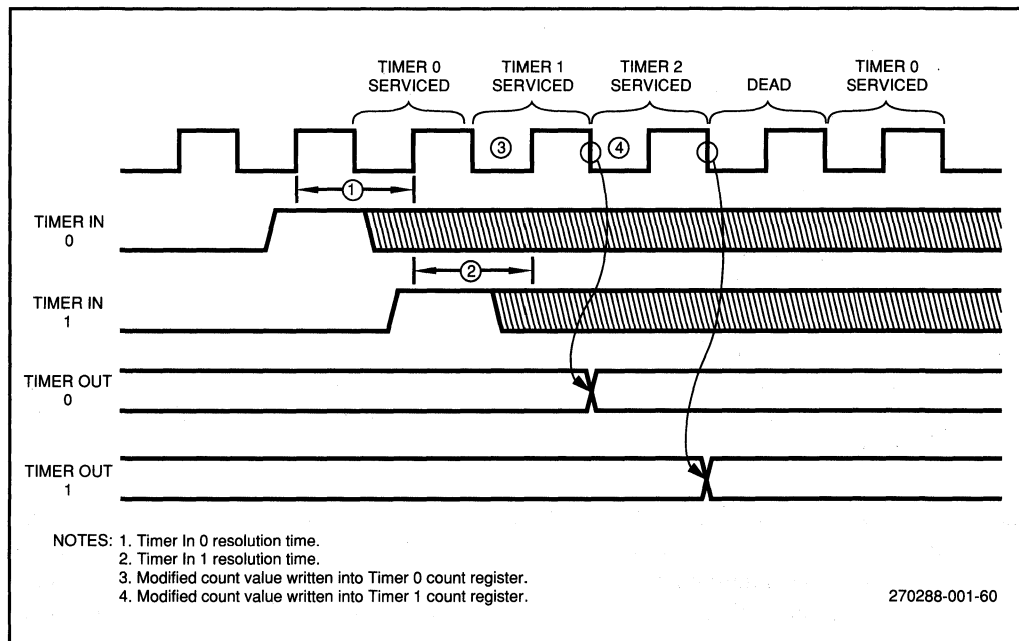 TIMER 0
SERVICED
TIMER 1
SERVICED
TIMER 2
SERVICED
DEAD
TIMER 0
SERVICED
3
4
1
TIMER IN
0
2
TIMER IN
1
TIMER OUT
0
TIMER OUT
1
NOTES: 1. Timer In 0 resolution time.
2. Timer In 1 resolution time.
3. Modified count value written into Timer 0 count register.
4. Modified count value written into Timer 1 count register.
270288-001-60